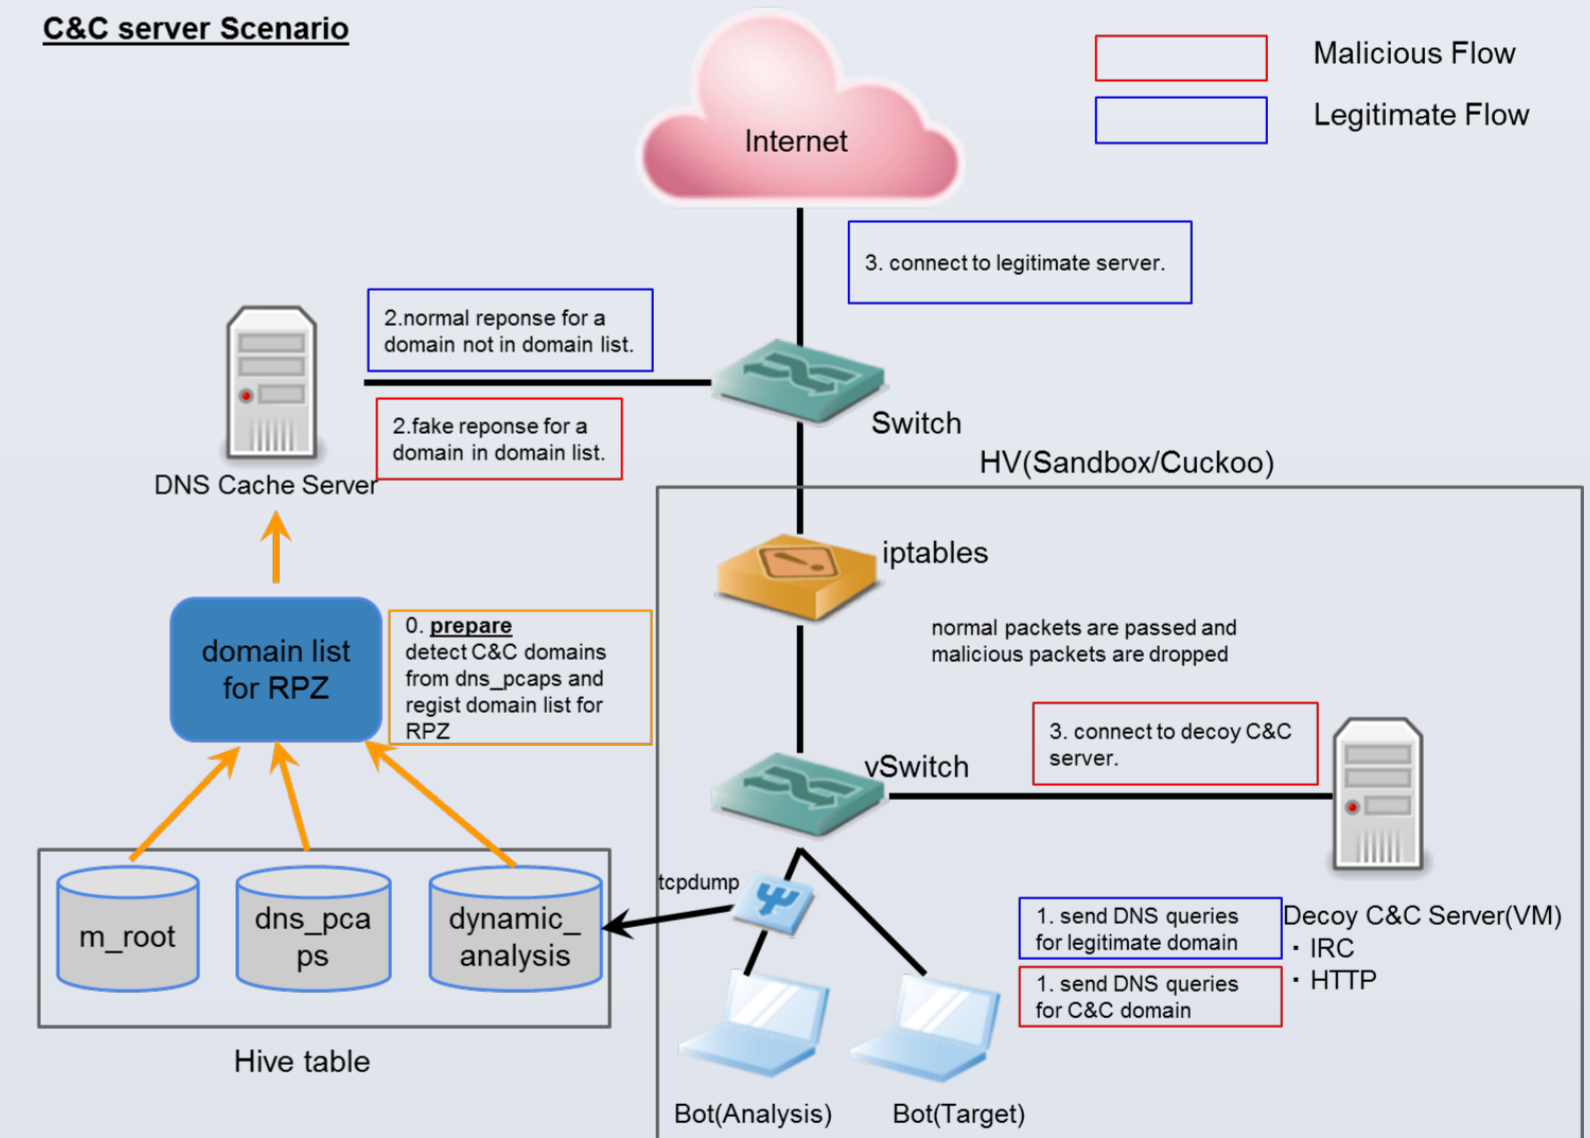 C&C server Scenario
Malicious Flow
Legitimate Flow
Internet
3. connect to legitimate server.
2.normal reponse for a
domain not in domain list.
2.fake reponse for a
domain in domain list.
Switch
DNS Cache Server
HV(Sandbox/Cuckoo)
iptables
domain list
for RPZ
0. prepare
detect C&C domains
from dns_pcaps and
regist domain list for
RPZ
normal packets are passed and
malicious packets are dropped
3. connect to decoy C&C
server.
vSwitch
tcpdump
m_root
dns_pca
ps
dynamic_
analysis
Hive table
1. send DNS queries
for legitimate domain
1. send DNS queries
for C&C domain
Decoy C&C Server(VM)
・IRC
・HTTP
Bot(Analysis)
Bot(Target)